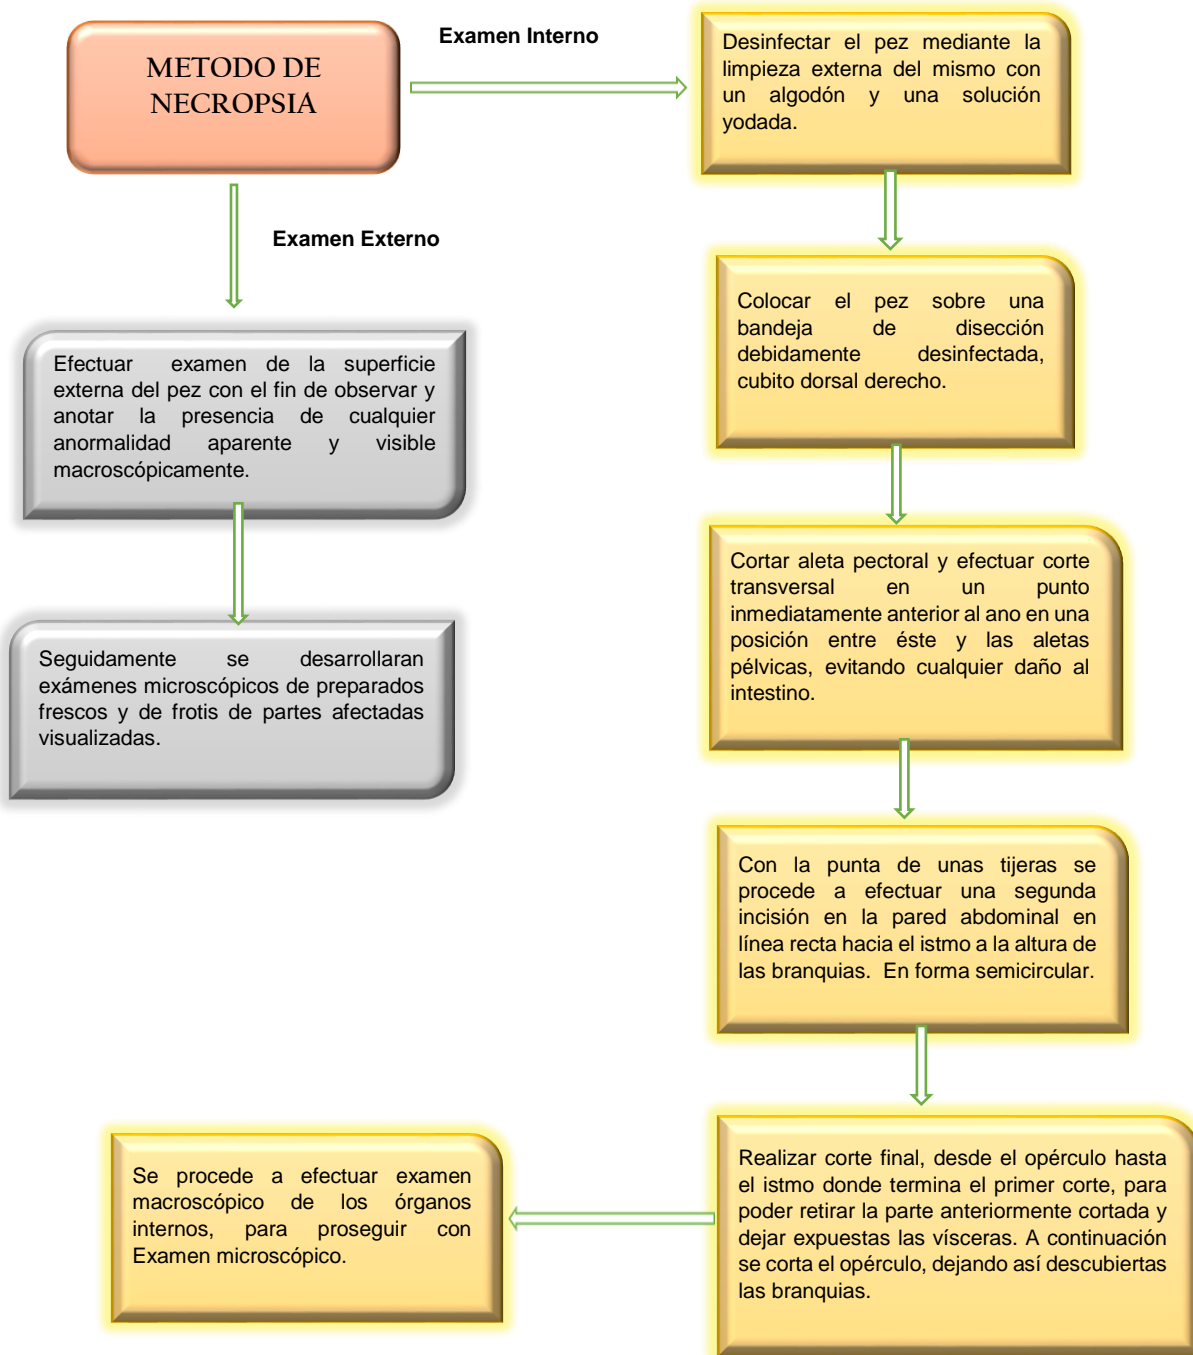 METODO DE
NECROPSIA
Examen Interno
Desinfectar el pez mediante la
limpieza externa del mismo con
un algodón y una solución
yodada.
Examen Externo
Colocar el pez sobre una
bandeja de disección
debidamente desinfectada,
cubito dorsal derecho.
Efectuar examen de la superficie
externa del pez con el fin de observar y
anotar la presencia de cualquier
anormalidad aparente y visible
macroscópicamente.
Cortar aleta pectoral y efectuar corte
transversal en un punto
inmediatamente anterior al ano en una
posición entre éste y las aletas
pélvicas, evitando cualquier daño al
intestino.
Seguidamente se desarrollaran
exámenes microscópicos de preparados
frescos y de frotis de partes afectadas
visualizadas.
Con la punta de unas tijeras se
procede a efectuar una segunda
incisión en la pared abdominal en
línea recta hacia el istmo a la altura de
las branquias. En forma semicircular.
Realizar corte final, desde el opérculo hasta
el istmo donde termina el primer corte, para
poder retirar la parte anteriormente cortada y
dejar expuestas las vísceras. A continuación
se corta el opérculo, dejando así descubiertas
las branquias.
Se procede a efectuar examen
macroscópico de los órganos
internos, para proseguir con
Examen microscópico.